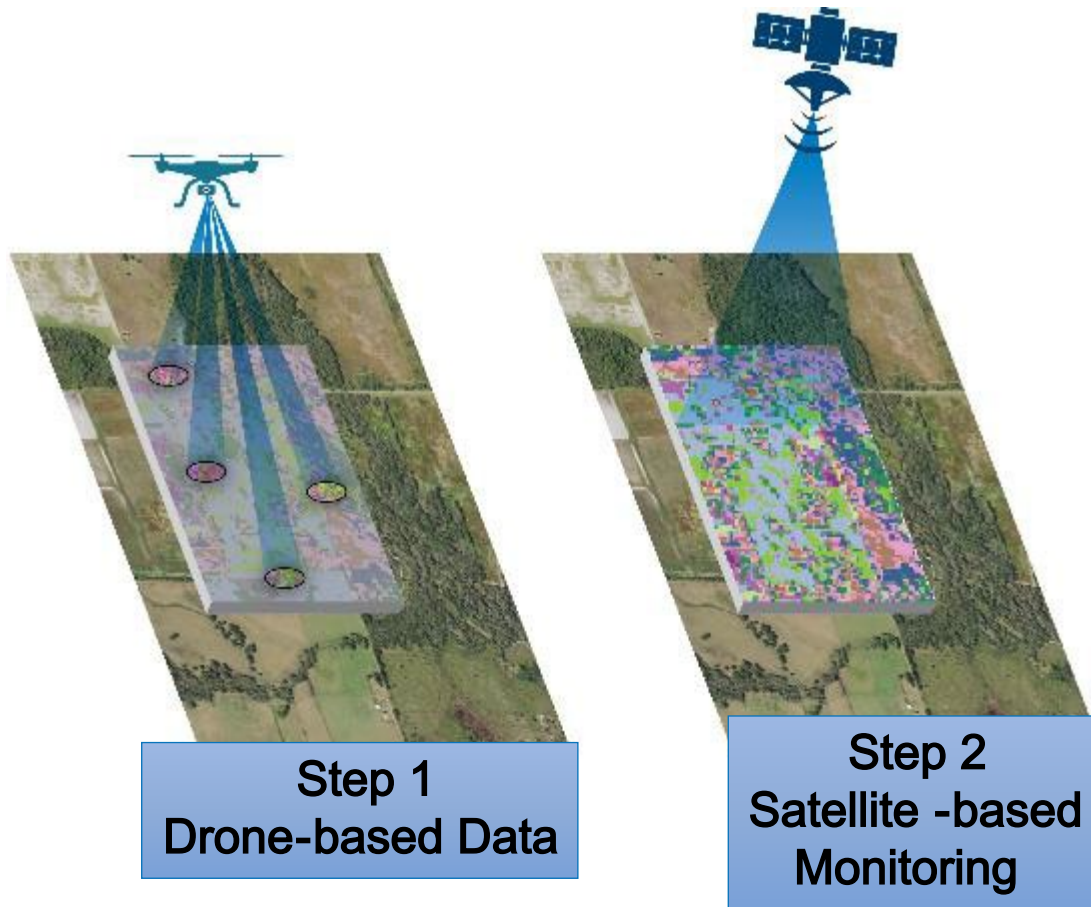 Step 1
Drone-based Data
Step 2
Satellite -based
Monitoring